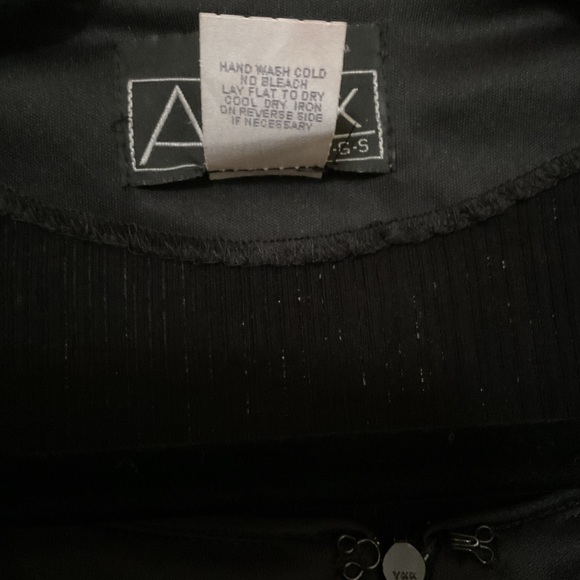 HAND WASH COLD
NO BLEACH
LAY FLAT TO DRY
COOL DRY IRON
ON REVERSE SIDE
IF NECESSARY
A X
-G-S
YKK